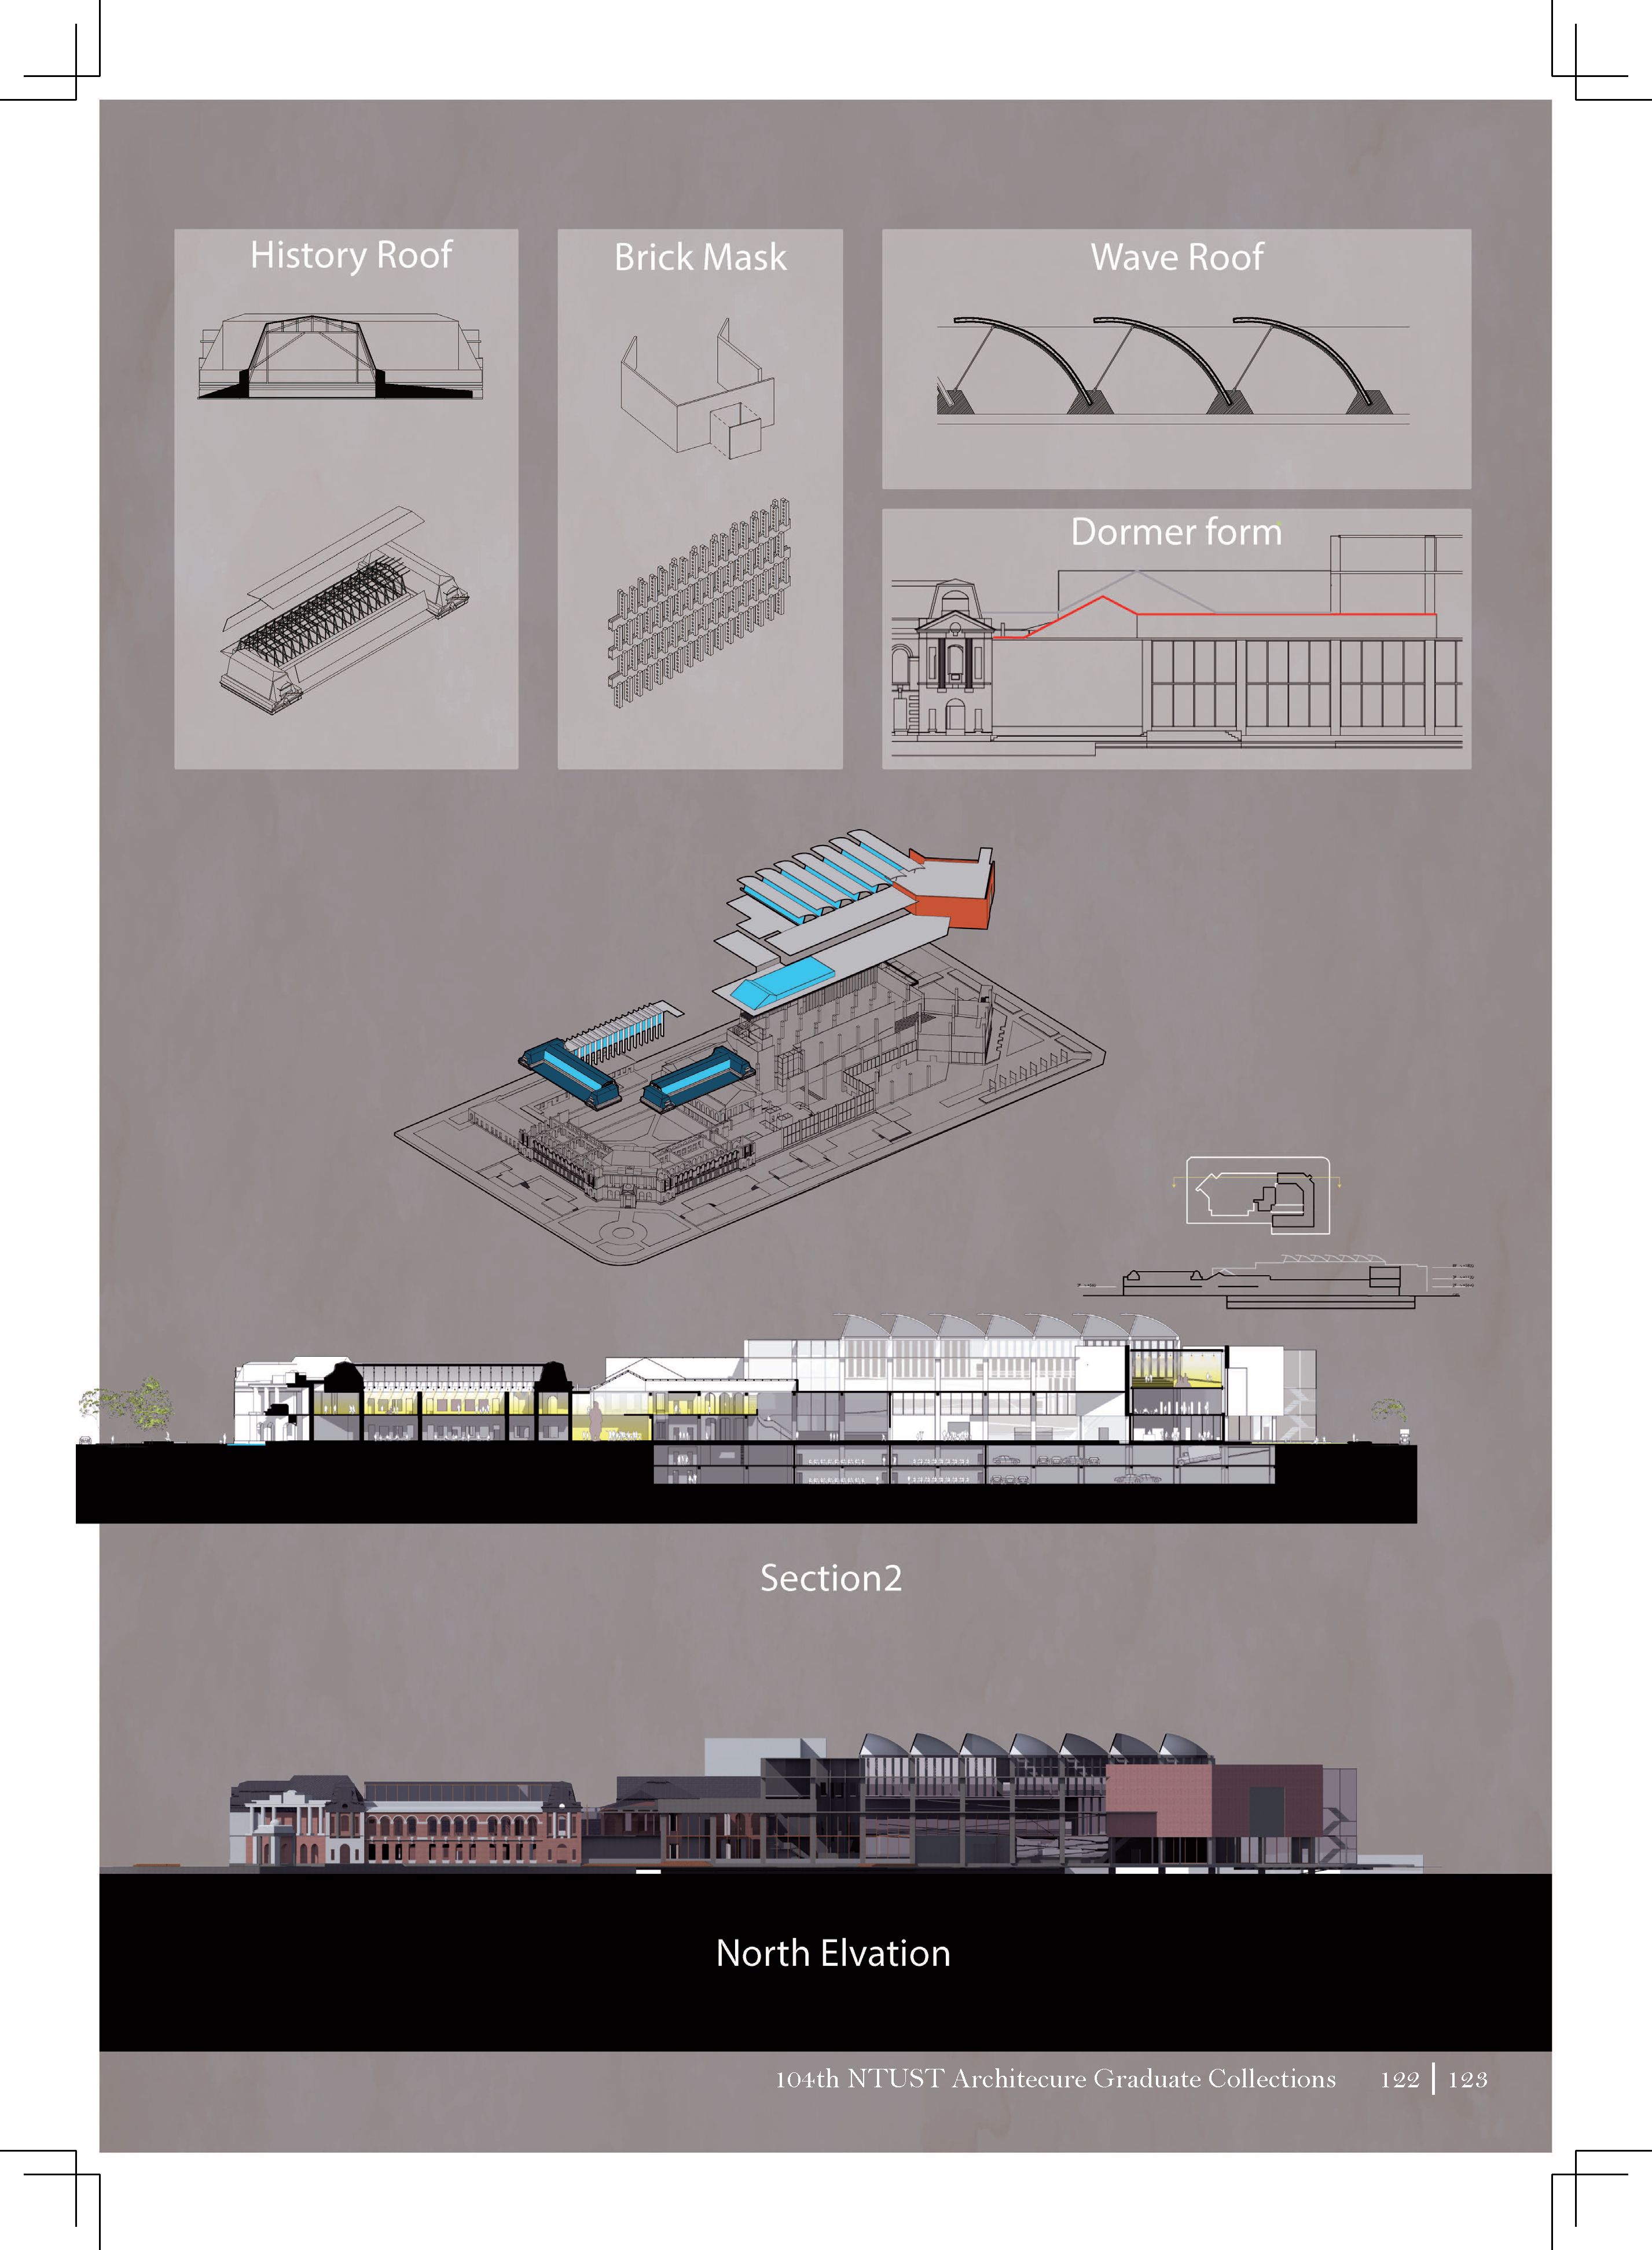 History Roof
Brick Mask
Wave Roof
Dormer form
Section2
North Elvation
104th NTUST Architecure Graduate Collections 122 | 123